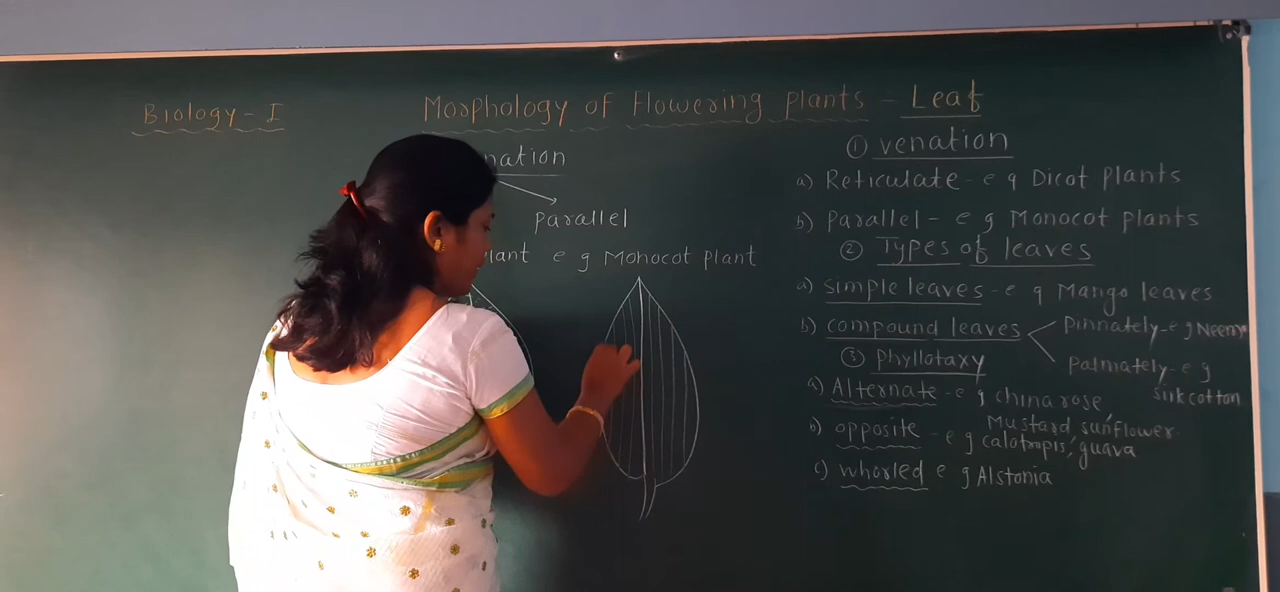 Biology-I
Morphology of Flowering plants - Leaf
nation
parallel
lant e g Monocot plant
① venation
a) Reticulate - e g Dicot plants
b) Parallel - e g Monocot plants
② Types of leaves
a) simple leaves - e g Mango leaves
b) compound leaves
pinnately - e g Neem
palmately - e g
silk cotton
③ Phyllotaxy
a) Alternate - e g china rose,
Mustard, sunflower
b) opposite - e g calotropis, guava
c) whorled e g Alstonia